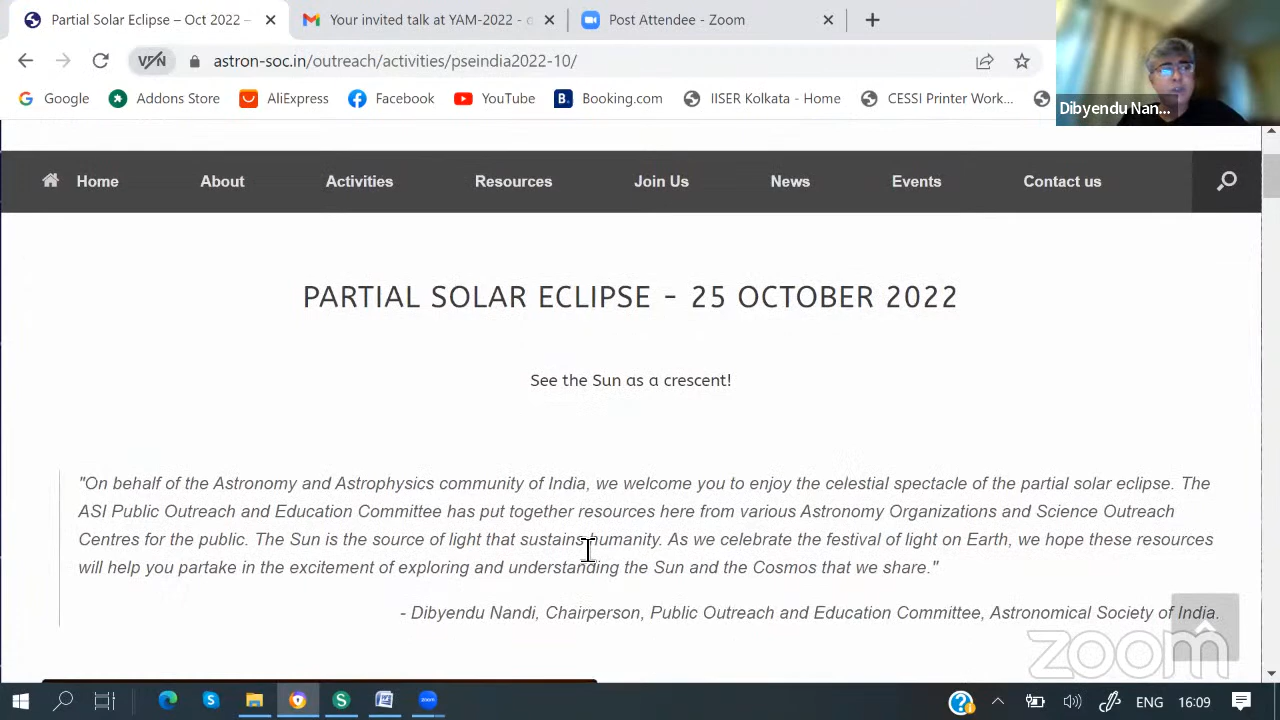 Partial Solar Eclipse – Oct 2022 –
Your invited talk at YAM-2022 -
Post Attendee - Zoom
VPN
astron-soc.in/outreach/activities/pseindia2022-10/
Google
Addons Store
AliExpress
Facebook
YouTube
B. Booking.com
IISER Kolkata - Home
CESSI Printer Work...
Dibyendu Nan...
Home
About
Activities
Resources
Join Us
News
Events
Contact us
PARTIAL SOLAR ECLIPSE – 25 OCTOBER 2022
See the Sun as a crescent!
"On behalf of the Astronomy and Astrophysics community of India, we welcome you to enjoy the celestial spectacle of the partial solar eclipse. The
ASI Public Outreach and Education Committee has put together resources here from various Astronomy Organizations and Science Outreach
Centres for the public. The Sun is the source of light that sustains humanity. As we celebrate the festival of light on Earth, we hope these resources
will help you partake in the excitement of exploring and understanding the Sun and the Cosmos that we share."
- Dibyendu Nandi, Chairperson, Public Outreach and Education Committee, Astronomical Society of India.
zoom
ENG
16:09